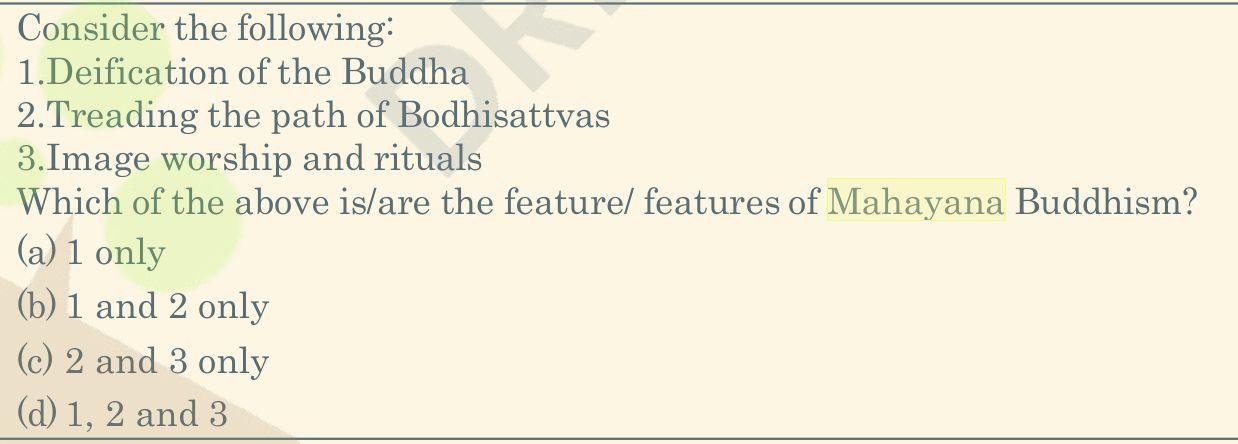 Consider the following:
1.Deification of the Buddha
2.Treading the path of Bodhisattvas
3.Image worship and rituals
Which of the above is/are the feature/ features of Mahayana Buddhism?
(a) 1 only
(b) 1 and 2 only
(c) 2 and 3 only
(d) 1, 2 and 3